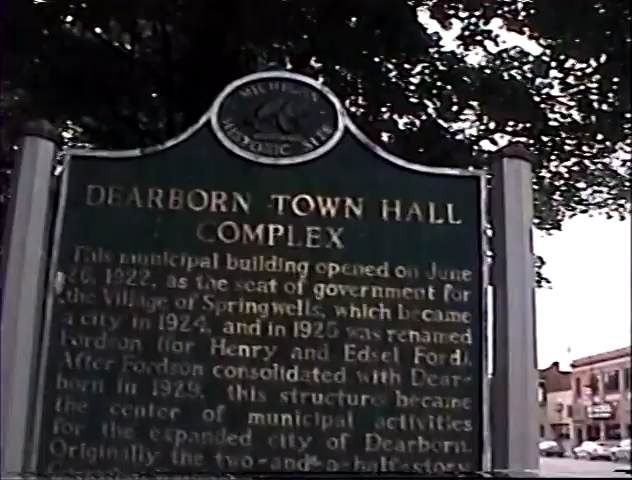 MICHIGAN
HISTORIC SITE
DEARBORN TOWN HALL
COMPLEX
This municipal building opened on June
26, 1922, as the seat of government for
the Village of Springwells, which became
a city in 1924, and in 1925 was renamed
Fordson (for Henry and Edsel Ford).
After Fordson consolidated with Dear-
born in 1929, this structure became
the center of municipal activities
for the expanded city of Dearborn.
Originally the two-and-a-half-story